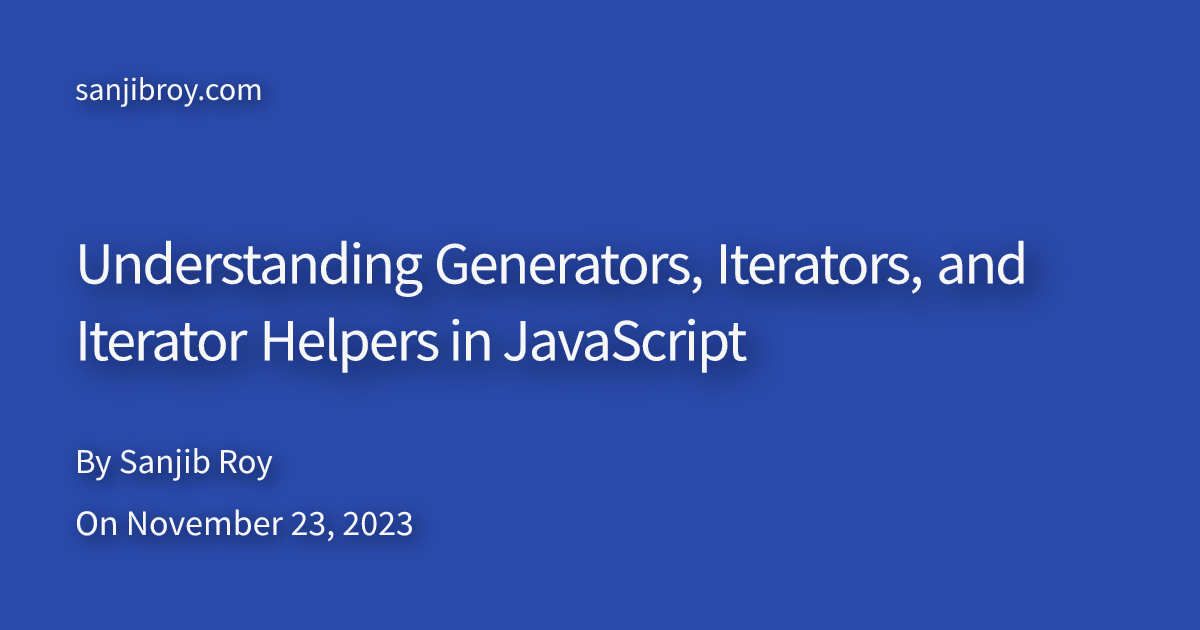 sanjibroy.com
Understanding Generators, Iterators, and
Iterator Helpers in JavaScript
By Sanjib Roy
On November 23, 2023